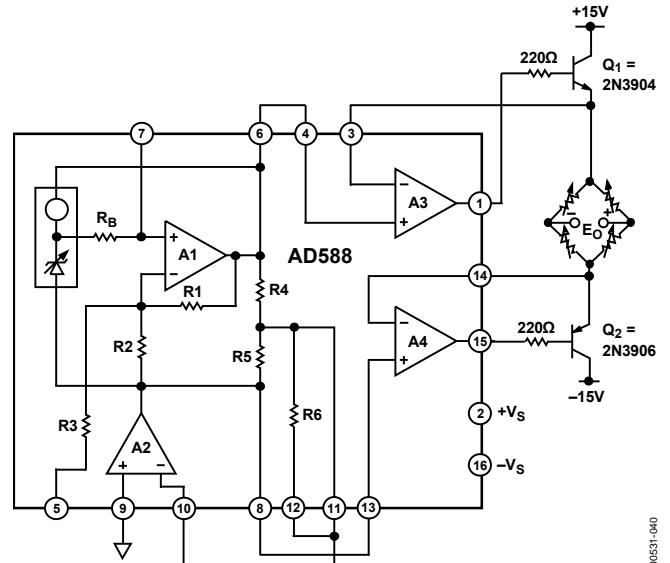 +15V
220Ω
Q1 =
2N3904
7
6
4
3
A3
–
+
1
RB
+
–
A1
AD588
R1
R4
–
EO
+
14
R2
R5
–
+
A4
15
220Ω
Q2 =
2N3906
R3
R6
–15V
2
+VS
A2
+
–
16
–VS
5
9
10
8
12
11
13
00531-040